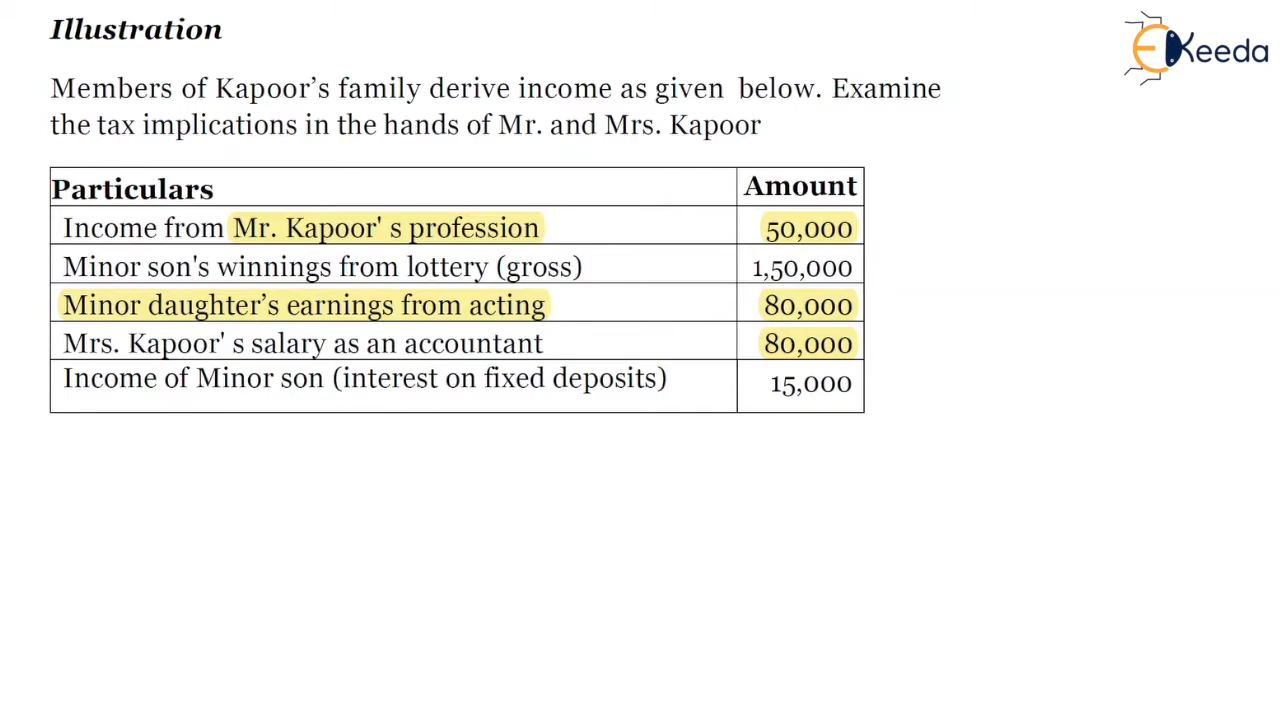 Illustration
EKeeda
Members of Kapoor’s family derive income as given below. Examine
the tax implications in the hands of Mr. and Mrs. Kapoor
Particulars Amount
Income from Mr. Kapoor' s profession 50,000
Minor son's winnings from lottery (gross) 1,50,000
Minor daughter’s earnings from acting 80,000
Mrs. Kapoor' s salary as an accountant 80,000
Income of Minor son (interest on fixed deposits) 15,000